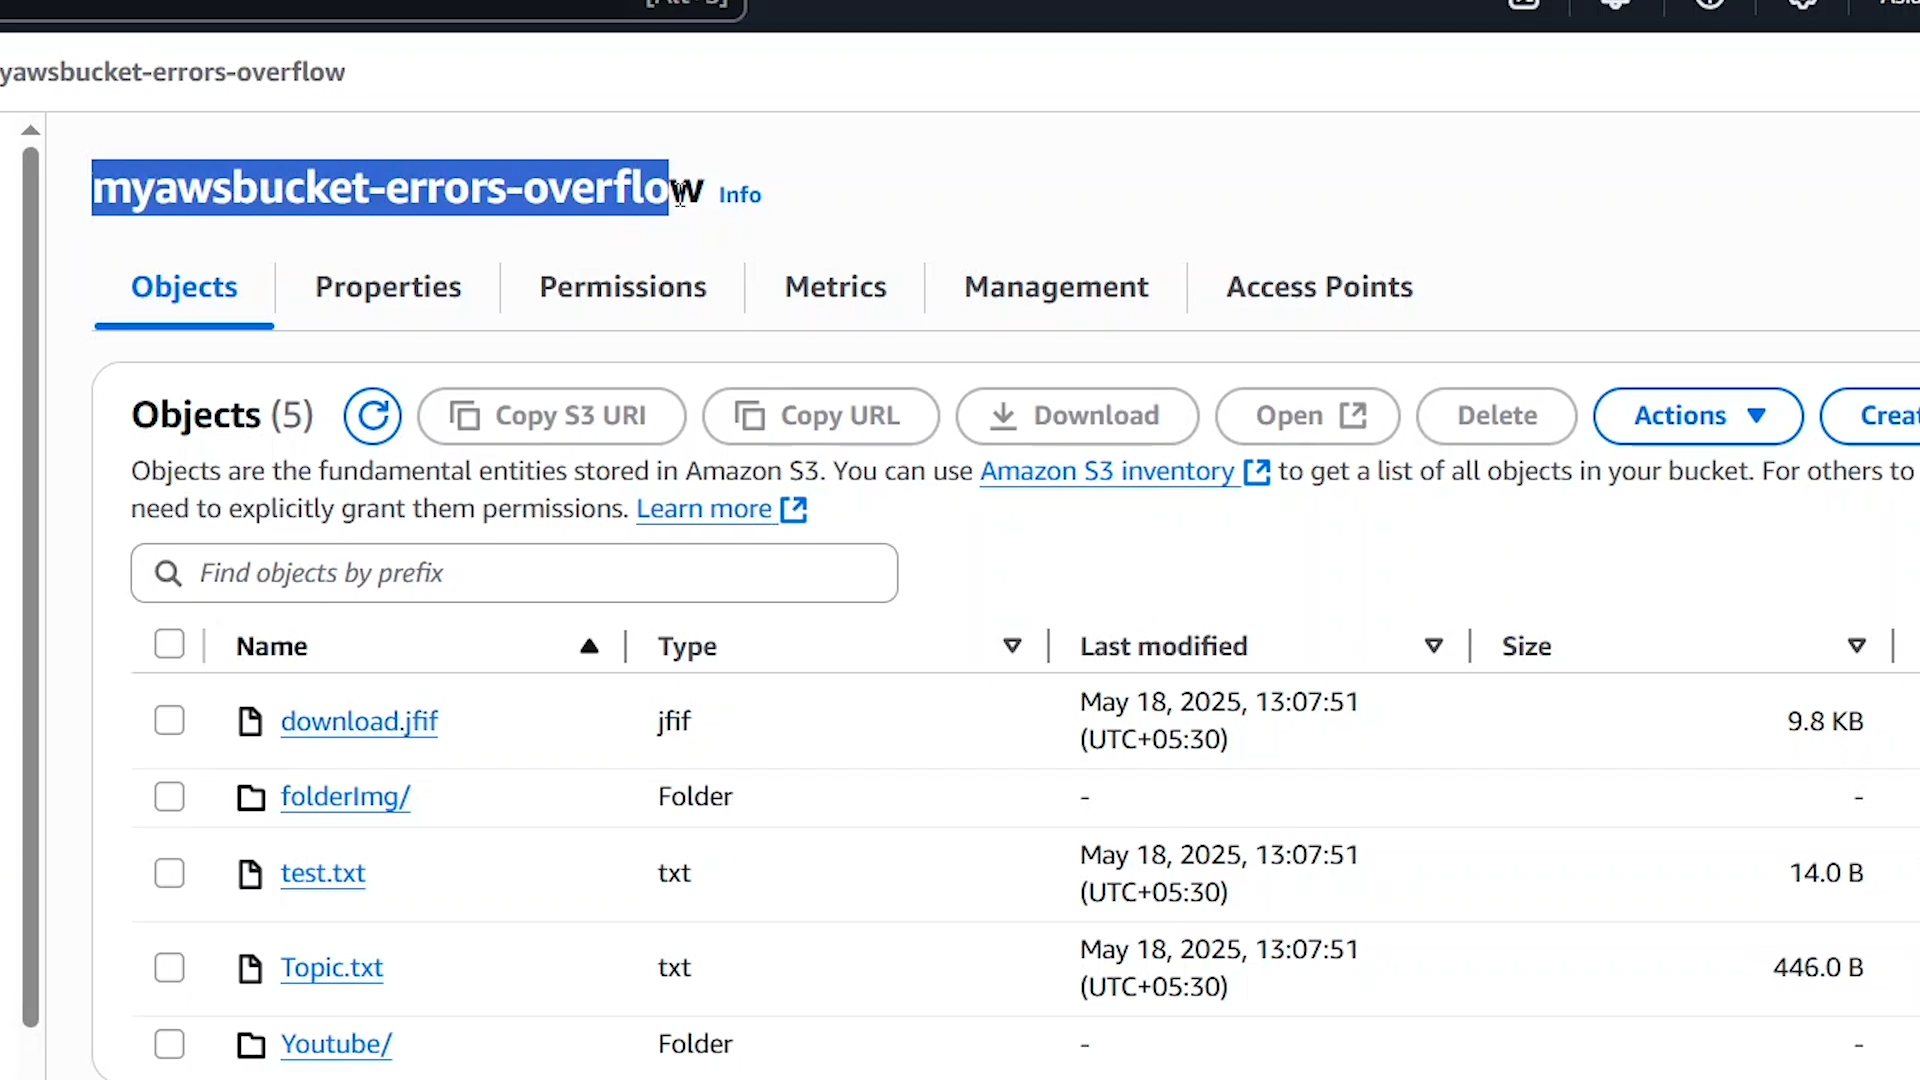 yawsbucket-errors-overflow
myawsbucket-errors-overflow Info
Objects Properties Permissions Metrics Management Access Points
Objects (5) Copy S3 URI Copy URL Download Open Delete Actions Creat
Objects are the fundamental entities stored in Amazon S3. You can use Amazon S3 inventory to get a list of all objects in your bucket. For others to
need to explicitly grant them permissions. Learn more
Find objects by prefix
Name Type Last modified Size
download.jfif jfif May 18, 2025, 13:07:51 (UTC+05:30) 9.8 KB
folderImg/ Folder - -
test.txt txt May 18, 2025, 13:07:51 (UTC+05:30) 14.0 B
Topic.txt txt May 18, 2025, 13:07:51 (UTC+05:30) 446.0 B
Youtube/ Folder - -